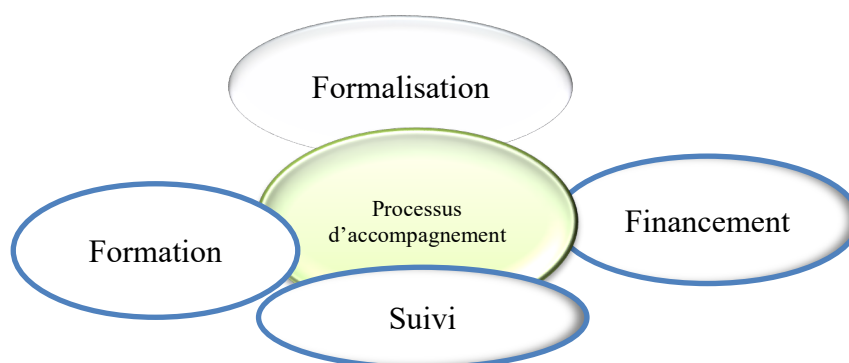 Formalisation
Processus
d’accompagnement
Financement
Formation
Suivi